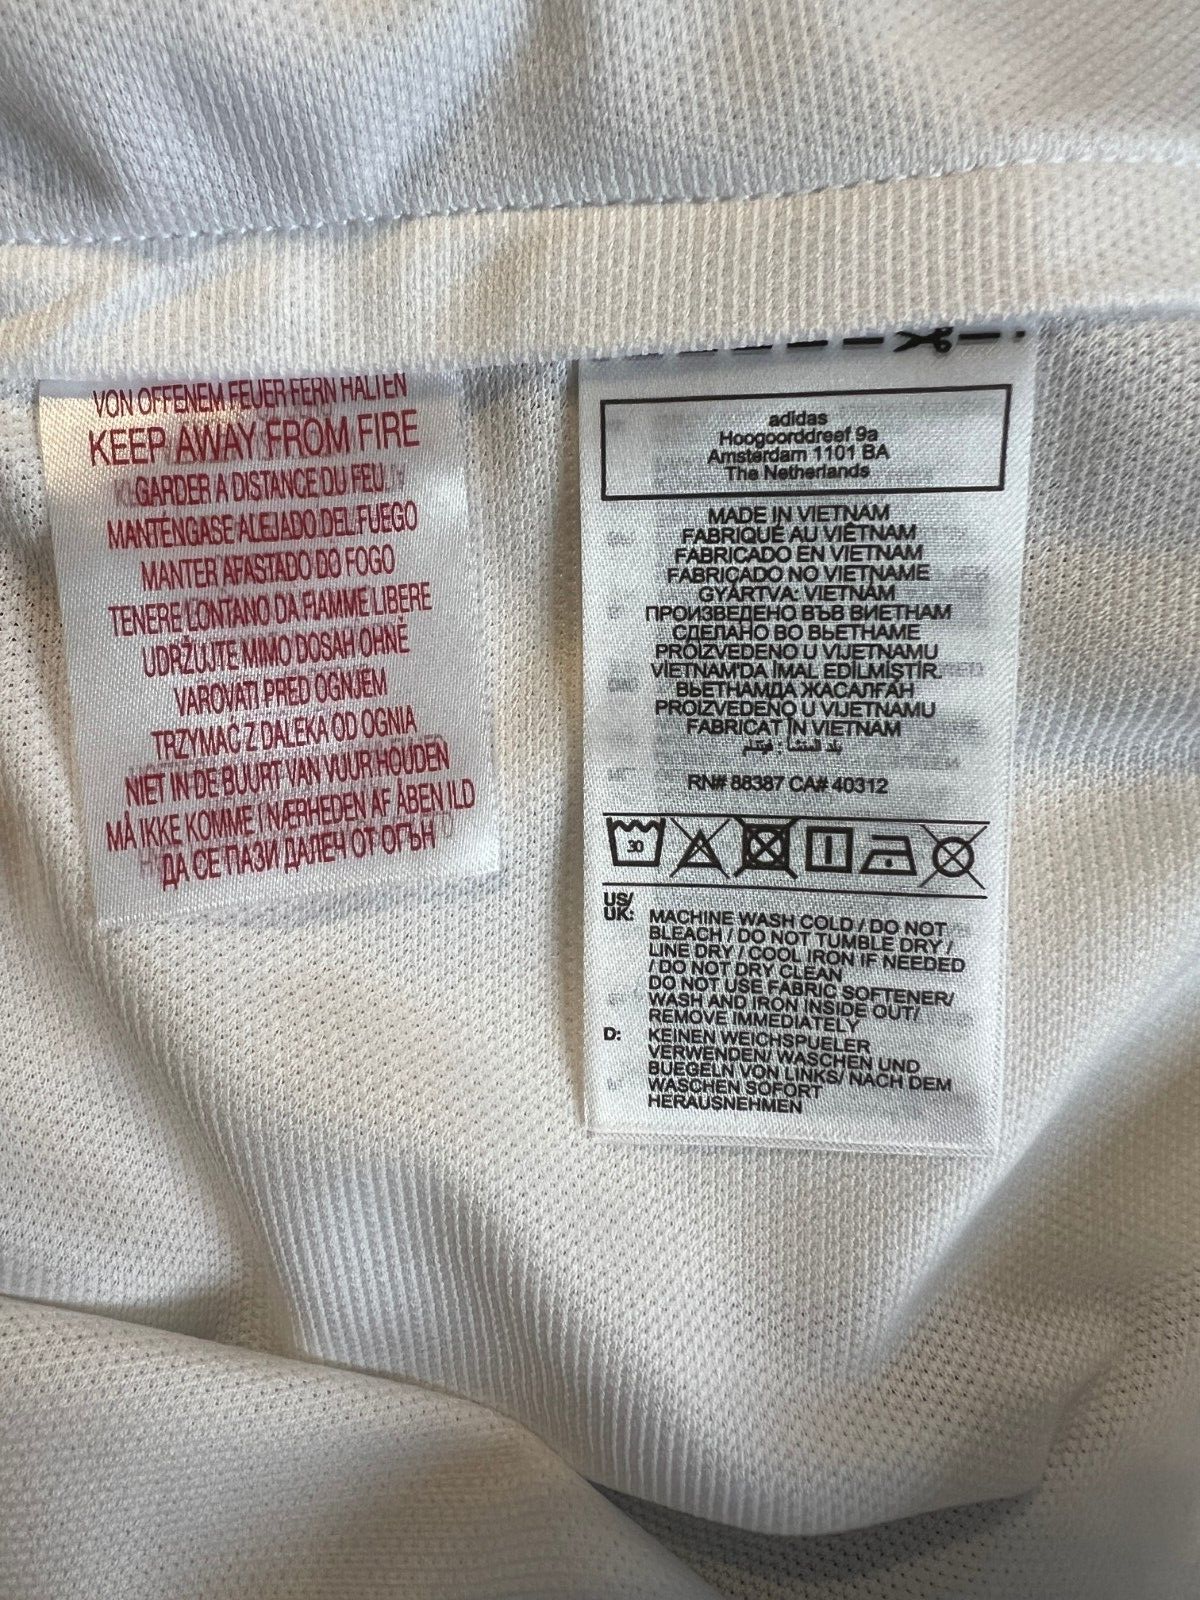 VON OFFENEM FEUER FERN HALTEN
KEEP AWAY FROM FIRE
GARDER A DISTANCE DU FEU
MANTÉNGASE ALEJADO DEL FUEGO
MANTER AFASTADO DO FOGO
TENERE LONTANO DA FIAMME LIBERE
UDRŽUJTE MIMO DOSAH OHNĚ
VAROVATI PRED OGNJEM
TRZYMAĆ Z DALEKA OD OGNIA
NIET IN DE BUURT VAN VUUR HOUDEN
MÅ IKKE KOMME I NÆRHEDEN AF ÅBEN ILD
ДА СЕ ПАЗИ ДАЛЕЧ ОТ ОГЪН
adidas
Hoogoorddreef 9a
Amsterdam 1101 BA
The Netherlands
MADE IN VIETNAM
FABRIQUÉ AU VIÊTNAM
FABRICADO EN VIETNAM
FABRICADO NO VIETNAME
GYÁRTVA: VIETNAM
ПРОИЗВЕДЕНО ВЪВ ВИЕТНАМ
СДЕЛАНО ВО ВЬЕТНАМЕ
PROIZVEDENO U VIJETNAMU
VIETNAM'DA İMAL EDİLMİŞTİR.
ВЬЕТНАМДА ЖАСАЛҒАН
PROIZVEDENO U VIJETNAMU
FABRICAT ÎN VIETNAM
بلد المنشأ: فيتنام
RN# 88387 CA# 40312
30
US/
UK: MACHINE WASH COLD / DO NOT
BLEACH / DO NOT TUMBLE DRY /
LINE DRY / COOL IRON IF NEEDED
/ DO NOT DRY CLEAN
DO NOT USE FABRIC SOFTENER/
WASH AND IRON INSIDE OUT/
REMOVE IMMEDIATELY
D: KEINEN WEICHSPUELER
VERWENDEN/ WASCHEN UND
BUEGELN VON LINKS/ NACH DEM
WASCHEN SOFORT
HERAUSNEHMEN